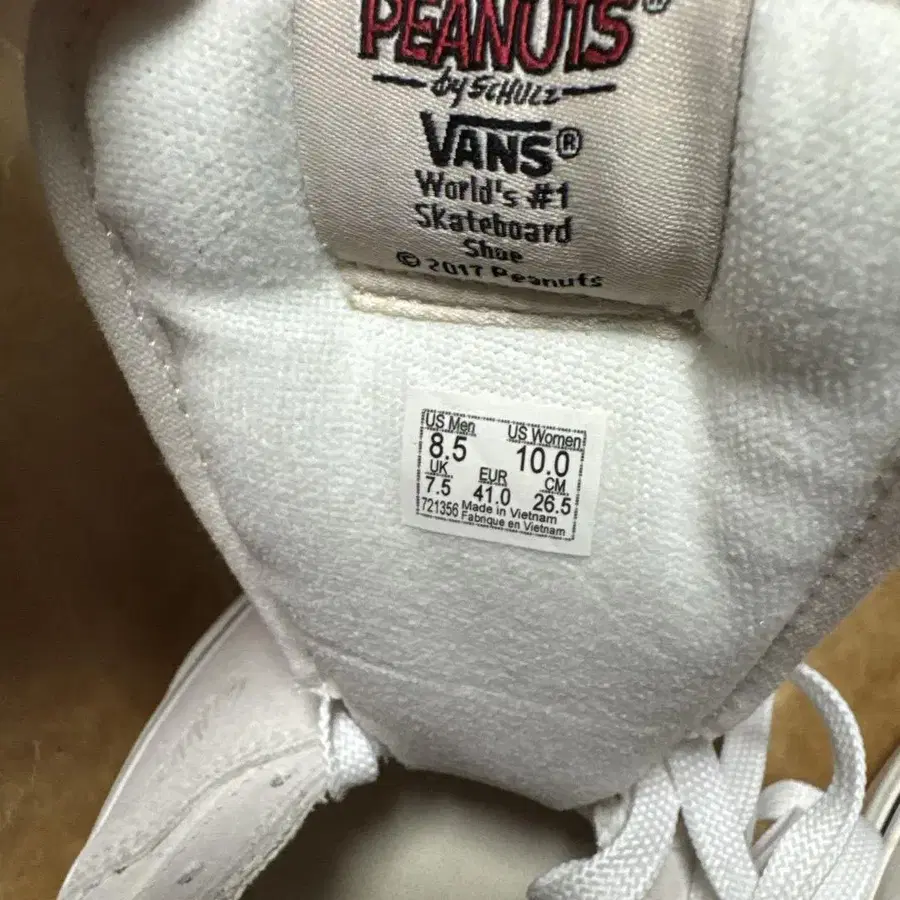 PEANUTS®
by SCHULZ
VANS®
World's #1
Skateboard
Shoe
© 2017 Peanuts
US Men US Women
8.5 10.0
UK EUR CM
7.5 41.0 26.5
721356 Made in Vietnam
Fabrique en Vietnam